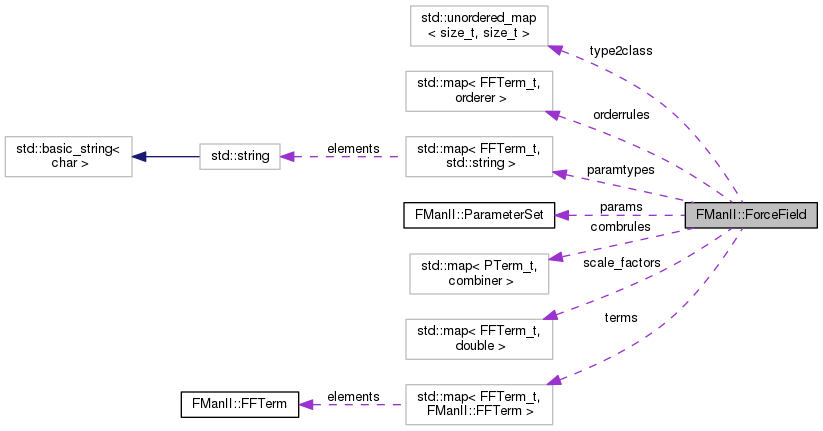 std::unordered_map
< size_t, size_t >
type2class
std::map< FFTerm_t,
orderer >
orderrules
std::basic_string<
char >
std::string
elements
std::map< FFTerm_t,
std::string >
paramtypes
FManII::ParameterSet
params
FManII::ForceField
combrules
std::map< PTerm_t,
combiner >
scale_factors
std::map< FFTerm_t,
double >
terms
FManII::FFTerm
elements
std::map< FFTerm_t,
FManII::FFTerm >